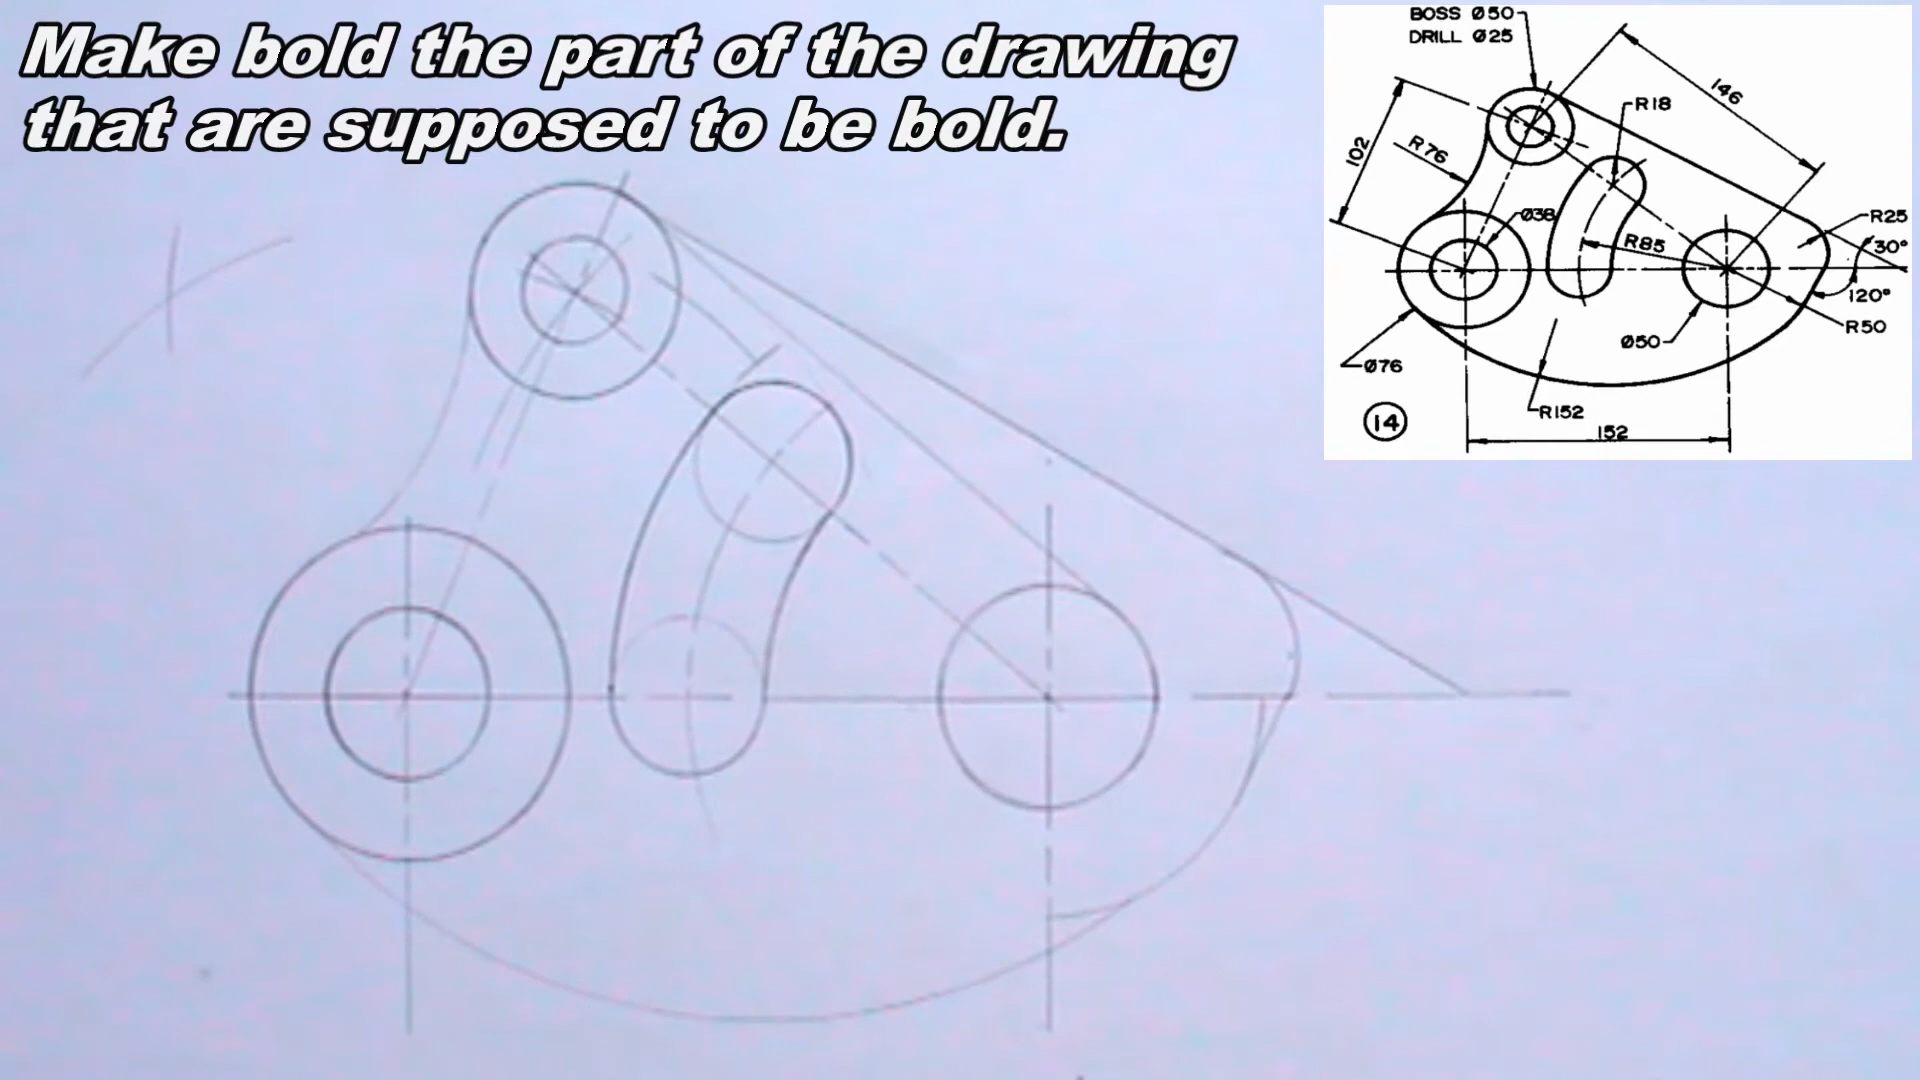 Make bold the part of the drawing
that are supposed to be bold.
BOSS Ø50
DRILL Ø25
146
R18
102
R76
Ø38
R25
R85
30°
120°
R50
Ø50
Ø76
R152
14
152